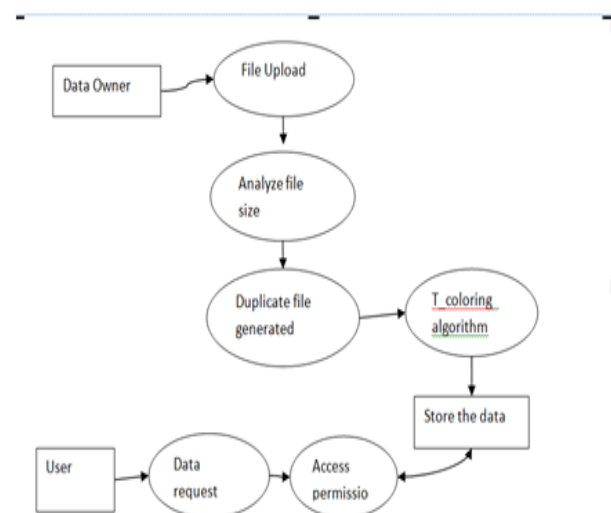 File Upload
Data Owner
Analyze file
size
Duplicate file
generated
T_coloring
algorithm
Store the data
User
Data
request
Access
permissio